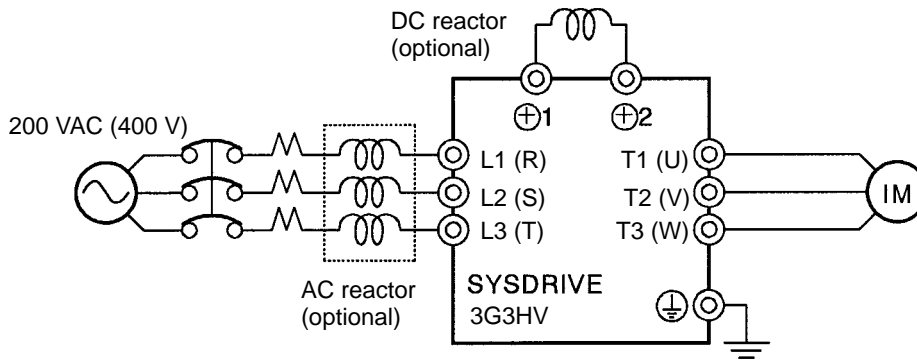 DC reactor
(optional)
⊕1
⊕2
200 VAC (400 V)
L1 (R)
T1 (U)
L2 (S)
T2 (V)
IM
L3 (T)
T3 (W)
AC reactor
(optional)
SYSDRIVE
3G3HV